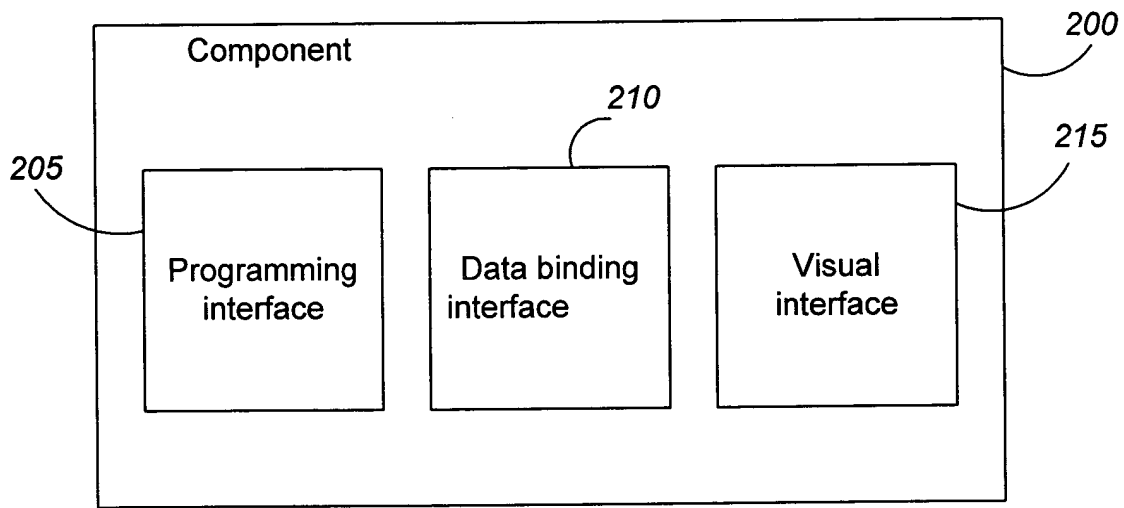 Component
200
205
210
215
Programming
interface
Data binding
interface
Visual
interface